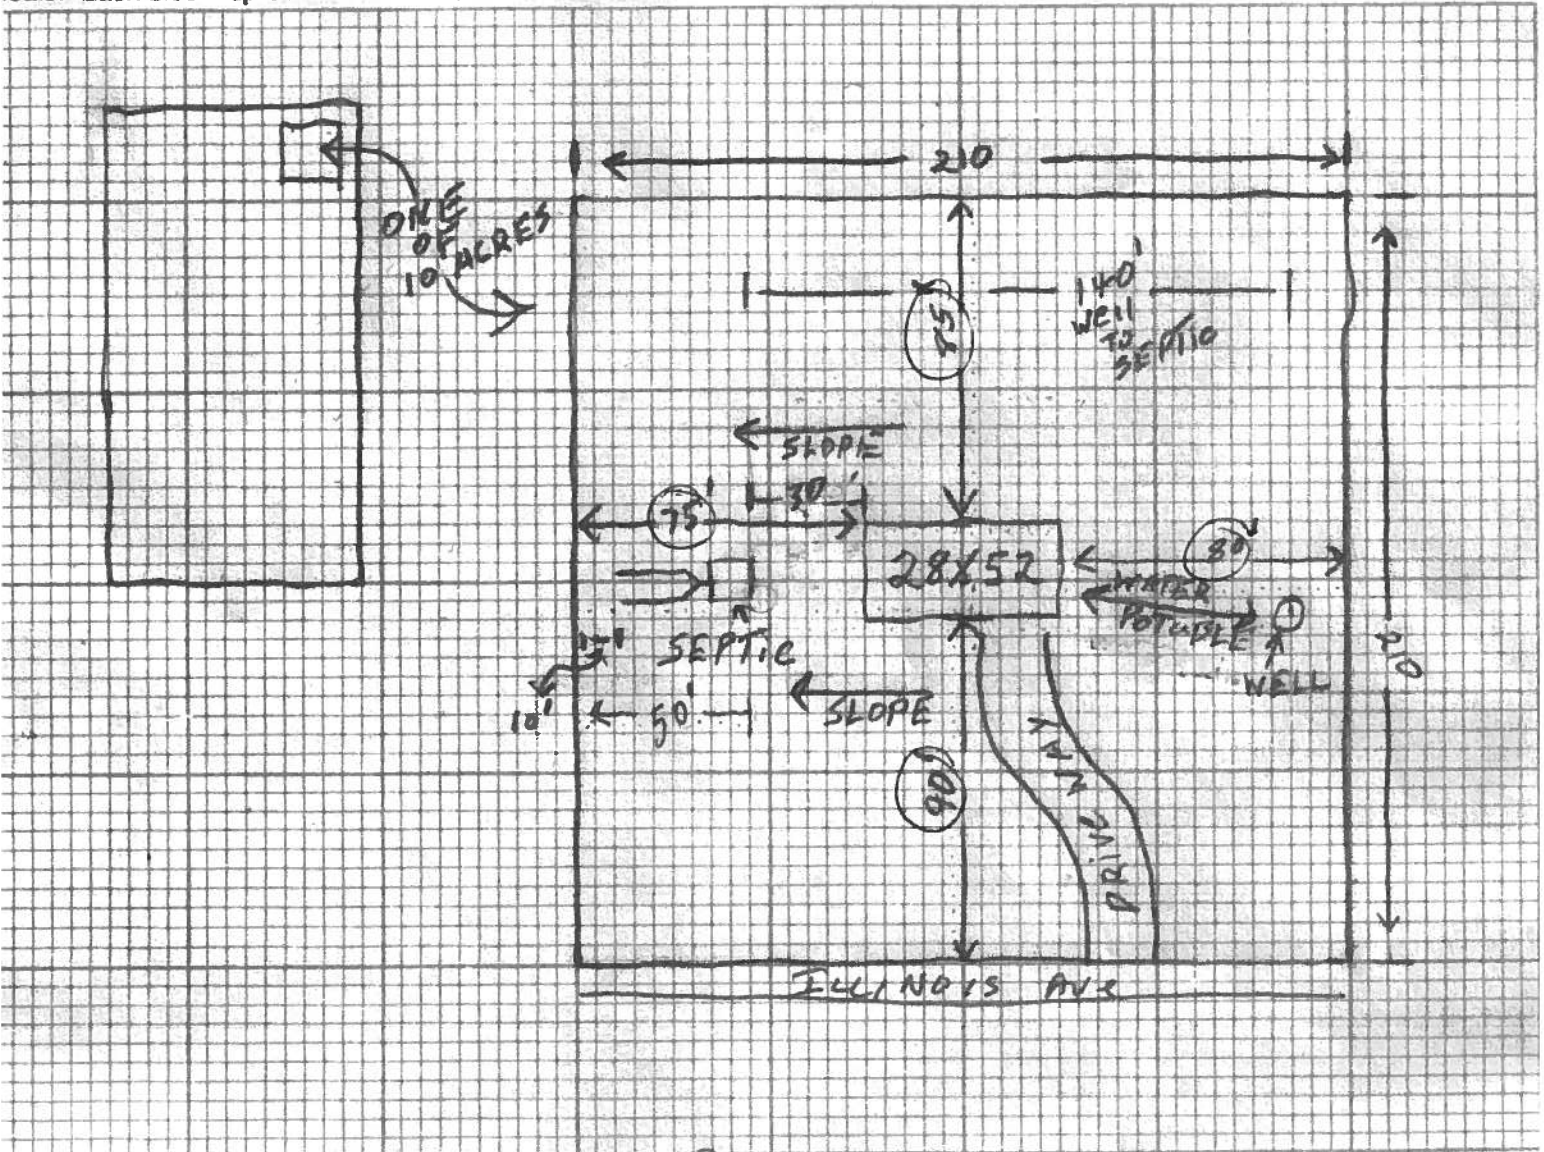 210
ONE
OF
10 ACRES
140'
WELL
TO
SEPTIC
85'
SLOPE
30'
75'
28X52
80'
WATER
POTABLE
WELL
SEPTIC
10'
50'
SLOPE
210
90'
DRIVE WAY
ILLINOIS AVE